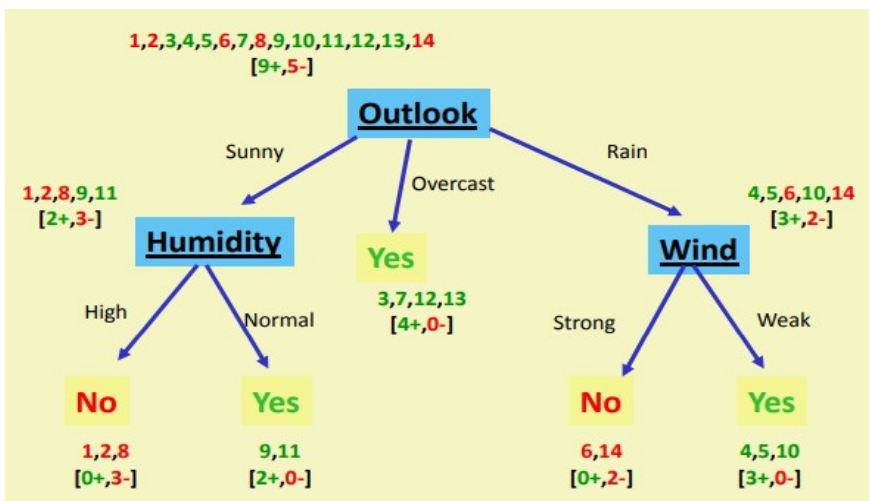 1,2,3,4,5,6,7,8,9,10,11,12,13,14
[9+,5-]
Outlook
Sunny
Overcast
Rain
1,2,8,9,11
[2+,3-]
Humidity
Yes
3,7,12,13
[4+,0-]
4,5,6,10,14
[3+,2-]
Wind
High
Normal
Strong
Weak
No
1,2,8
[0+,3-]
Yes
9,11
[2+,0-]
No
6,14
[0+,2-]
Yes
4,5,10
[3+,0-]